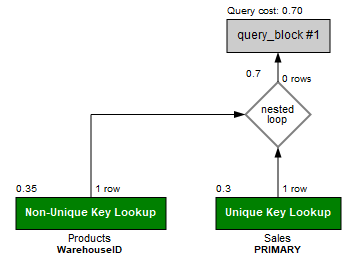 Query cost: 0.70
query_block #1
0.7
0 rows
nested
loop
0.35
1 row
0.3
1 row
Non-Unique Key Lookup
Unique Key Lookup
Products
WarehouseID
Sales
PRIMARY